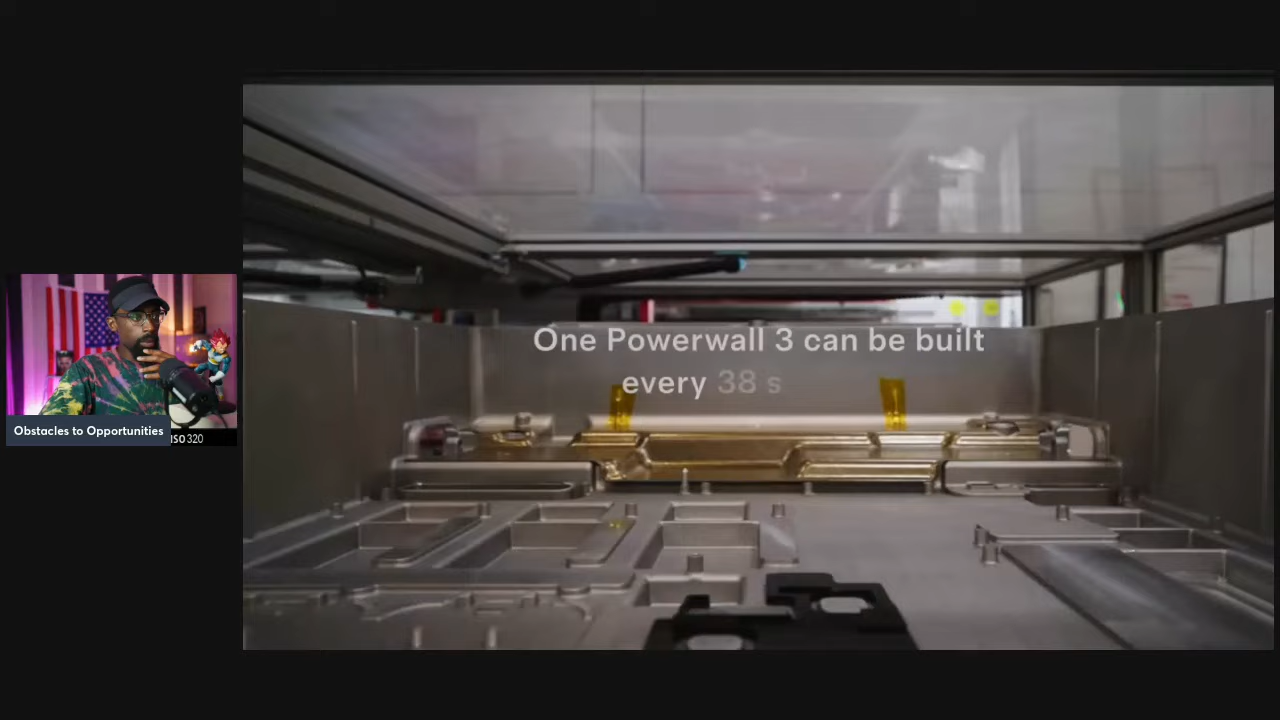 One Powerwall 3 can be built
every 38 s
Obstacles to Opportunities
ISO 320